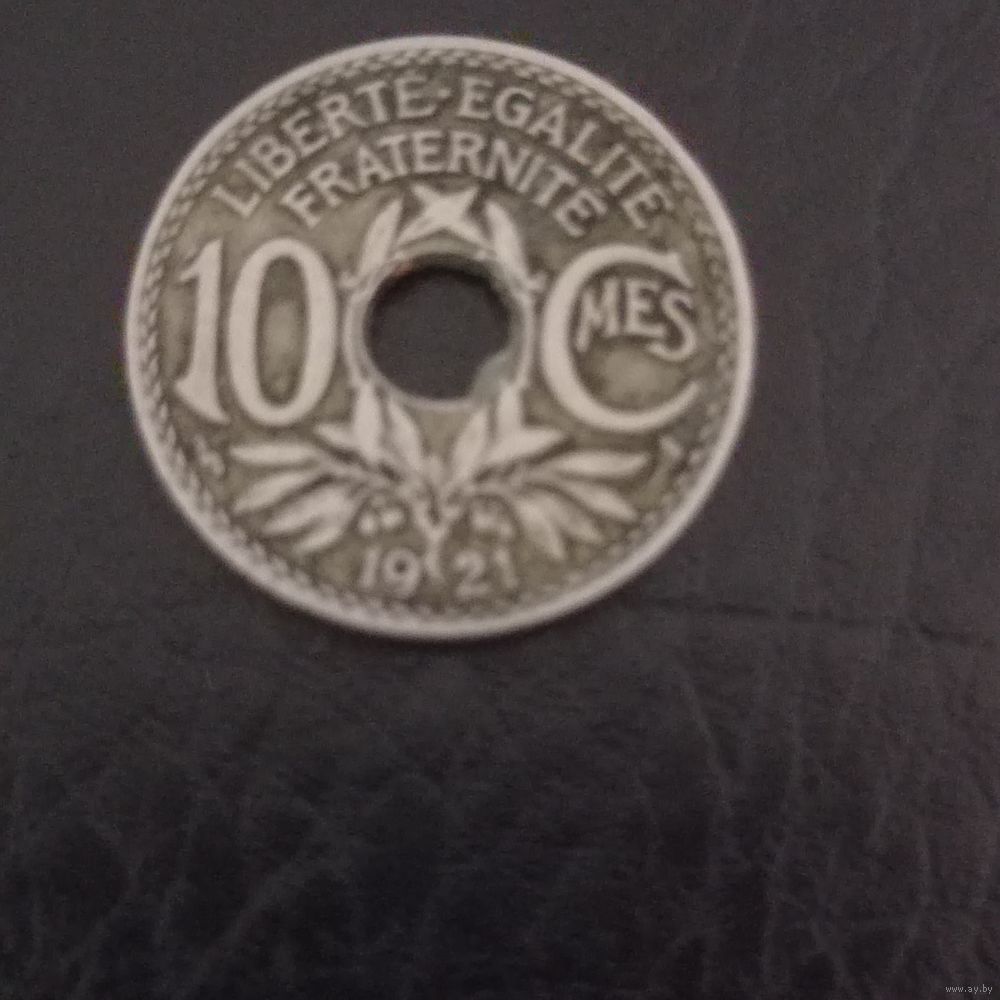 LIBERTE·EGALITE
FRATERNITE
10 CMES
1921
www.ay.by